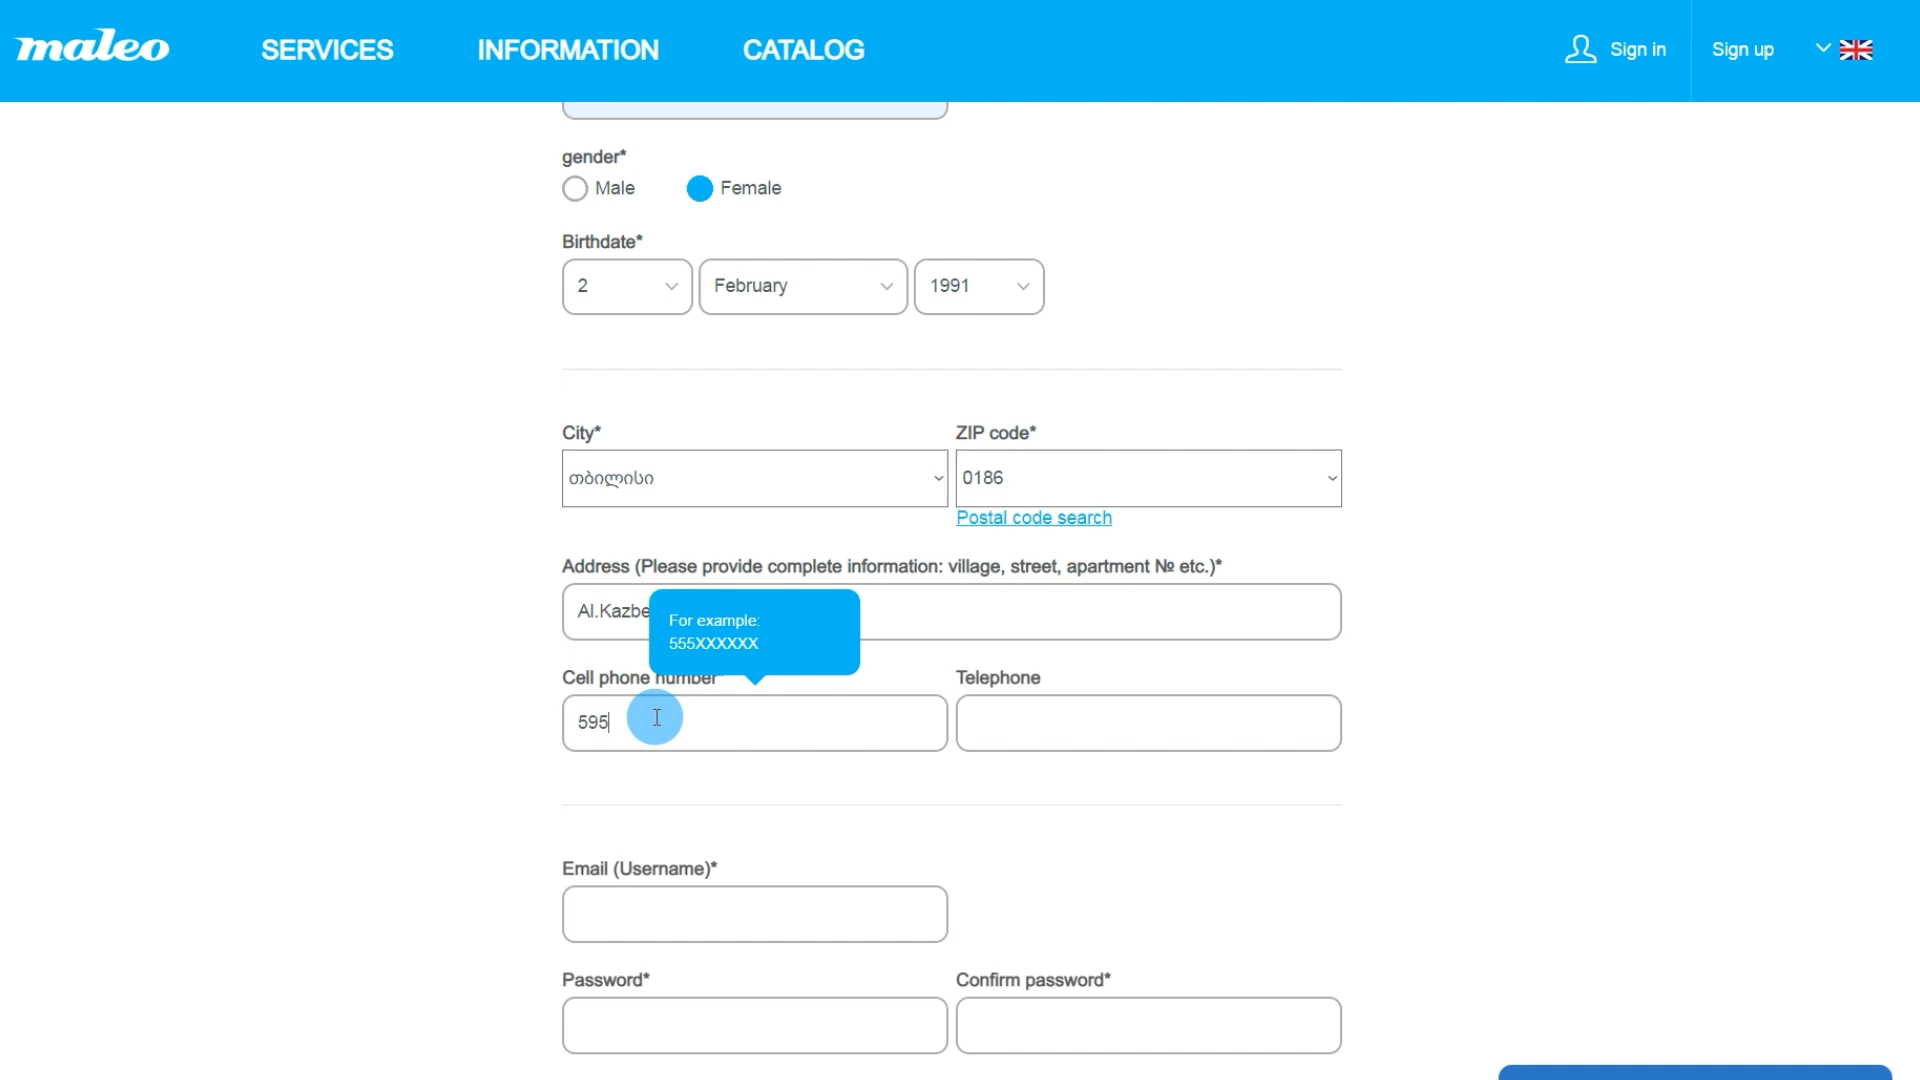 maleo
SERVICES
INFORMATION
CATALOG
Sign in
Sign up
gender*
Male
Female
Birthdate*
2
February
1991
City*
ZIP code*
თბილისი
0186
Postal code search
Address (Please provide complete information: village, street, apartment № etc.)*
Al.Kazbe
For example:
555XXXXXX
Cell phone number
Telephone
595
Email (Username)*
Password*
Confirm password*